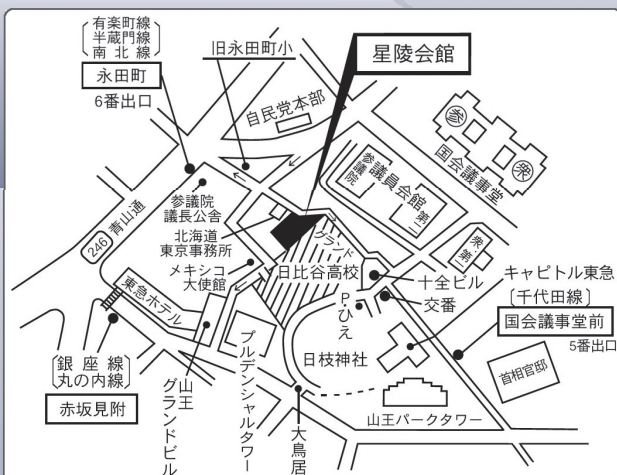 有楽町線
半蔵門線
南北線
永田町
6番出口
旧永田町小
星陵会館
自民党本部
参議院
議員会館
参
衆
国会議事堂
第二
衆・第一
参議院
議長公舎
北海道
東京事務所
メキシコ
大使館
青山通
246
グランド
日比谷高校
十全ビル
交番
キャピトル東急
千代田線
国会議事堂前
5番出口
P.ひえ
日枝神社
首相官邸
東急ホテル
銀座線
丸の内線
赤坂見附
山王
グランドビル
プルデンシャルタワー
大鳥居
山王パークタワー